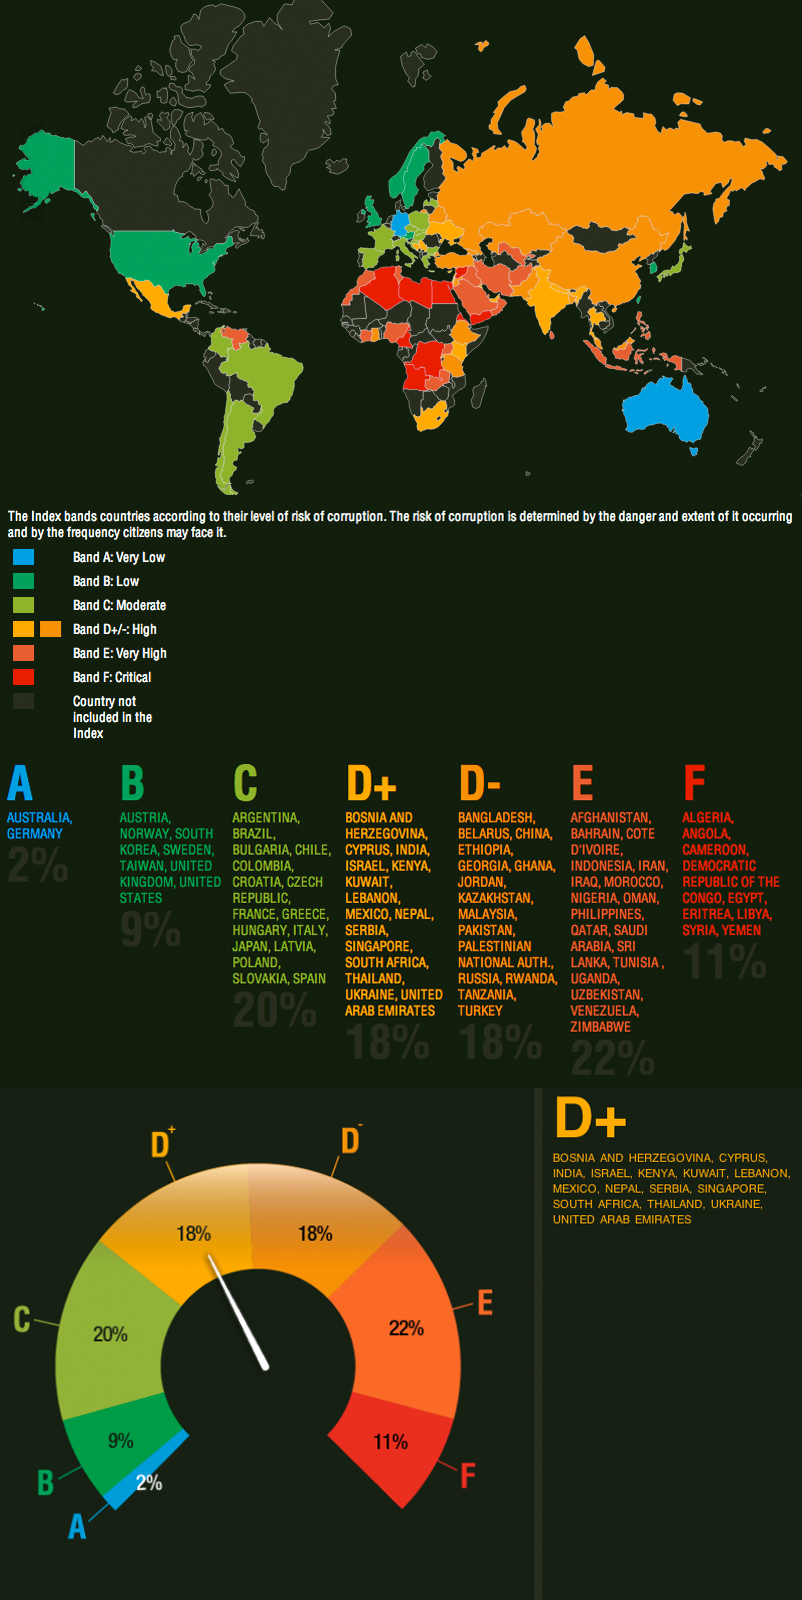 The Index bands countries according to their level of risk of corruption. The risk of corruption is determined by the danger and extent of it occurring
and by the frequency citizens may face it.
Band A: Very Low
Band B: Low
Band C: Moderate
Band D+/-: High
Band E: Very High
Band F: Critical
Country not
included in the
Index
A
AUSTRALIA,
GERMANY
2%
B
AUSTRIA,
NORWAY, SOUTH
KOREA, SWEDEN,
TAIWAN, UNITED
KINGDOM, UNITED
STATES
9%
C
ARGENTINA,
BRAZIL,
BULGARIA, CHILE,
COLOMBIA,
CROATIA, CZECH
REPUBLIC,
FRANCE, GREECE,
HUNGARY, ITALY,
JAPAN, LATVIA,
POLAND,
SLOVAKIA, SPAIN
20%
D+
BOSNIA AND
HERZEGOVINA,
CYPRUS, INDIA,
ISRAEL, KENYA,
KUWAIT,
LEBANON,
MEXICO, NEPAL,
SERBIA,
SINGAPORE,
SOUTH AFRICA,
THAILAND,
UKRAINE, UNITED
ARAB EMIRATES
18%
D-
BANGLADESH,
BELARUS, CHINA,
ETHIOPIA,
GEORGIA, GHANA,
JORDAN,
KAZAKHSTAN,
MALAYSIA,
PAKISTAN,
PALESTINIAN
NATIONAL AUTH.,
RUSSIA, RWANDA,
TANZANIA,
TURKEY
18%
E
AFGHANISTAN,
BAHRAIN, COTE
D'IVOIRE,
INDONESIA, IRAN,
IRAQ, MOROCCO,
NIGERIA, OMAN,
PHILIPPINES,
QATAR, SAUDI
ARABIA, SRI
LANKA, TUNISIA ,
UGANDA,
UZBEKISTAN,
VENEZUELA,
ZIMBABWE
22%
F
ALGERIA,
ANGOLA,
CAMEROON,
DEMOCRATIC
REPUBLIC OF THE
CONGO, EGYPT,
ERITREA, LIBYA,
SYRIA, YEMEN
11%
D+
D-
18%
18%
C
20%
E
22%
B
9%
A
2%
11%
F
D+
BOSNIA AND HERZEGOVINA, CYPRUS,
INDIA, ISRAEL, KENYA, KUWAIT, LEBANON,
MEXICO, NEPAL, SERBIA, SINGAPORE,
SOUTH AFRICA, THAILAND, UKRAINE,
UNITED ARAB EMIRATES